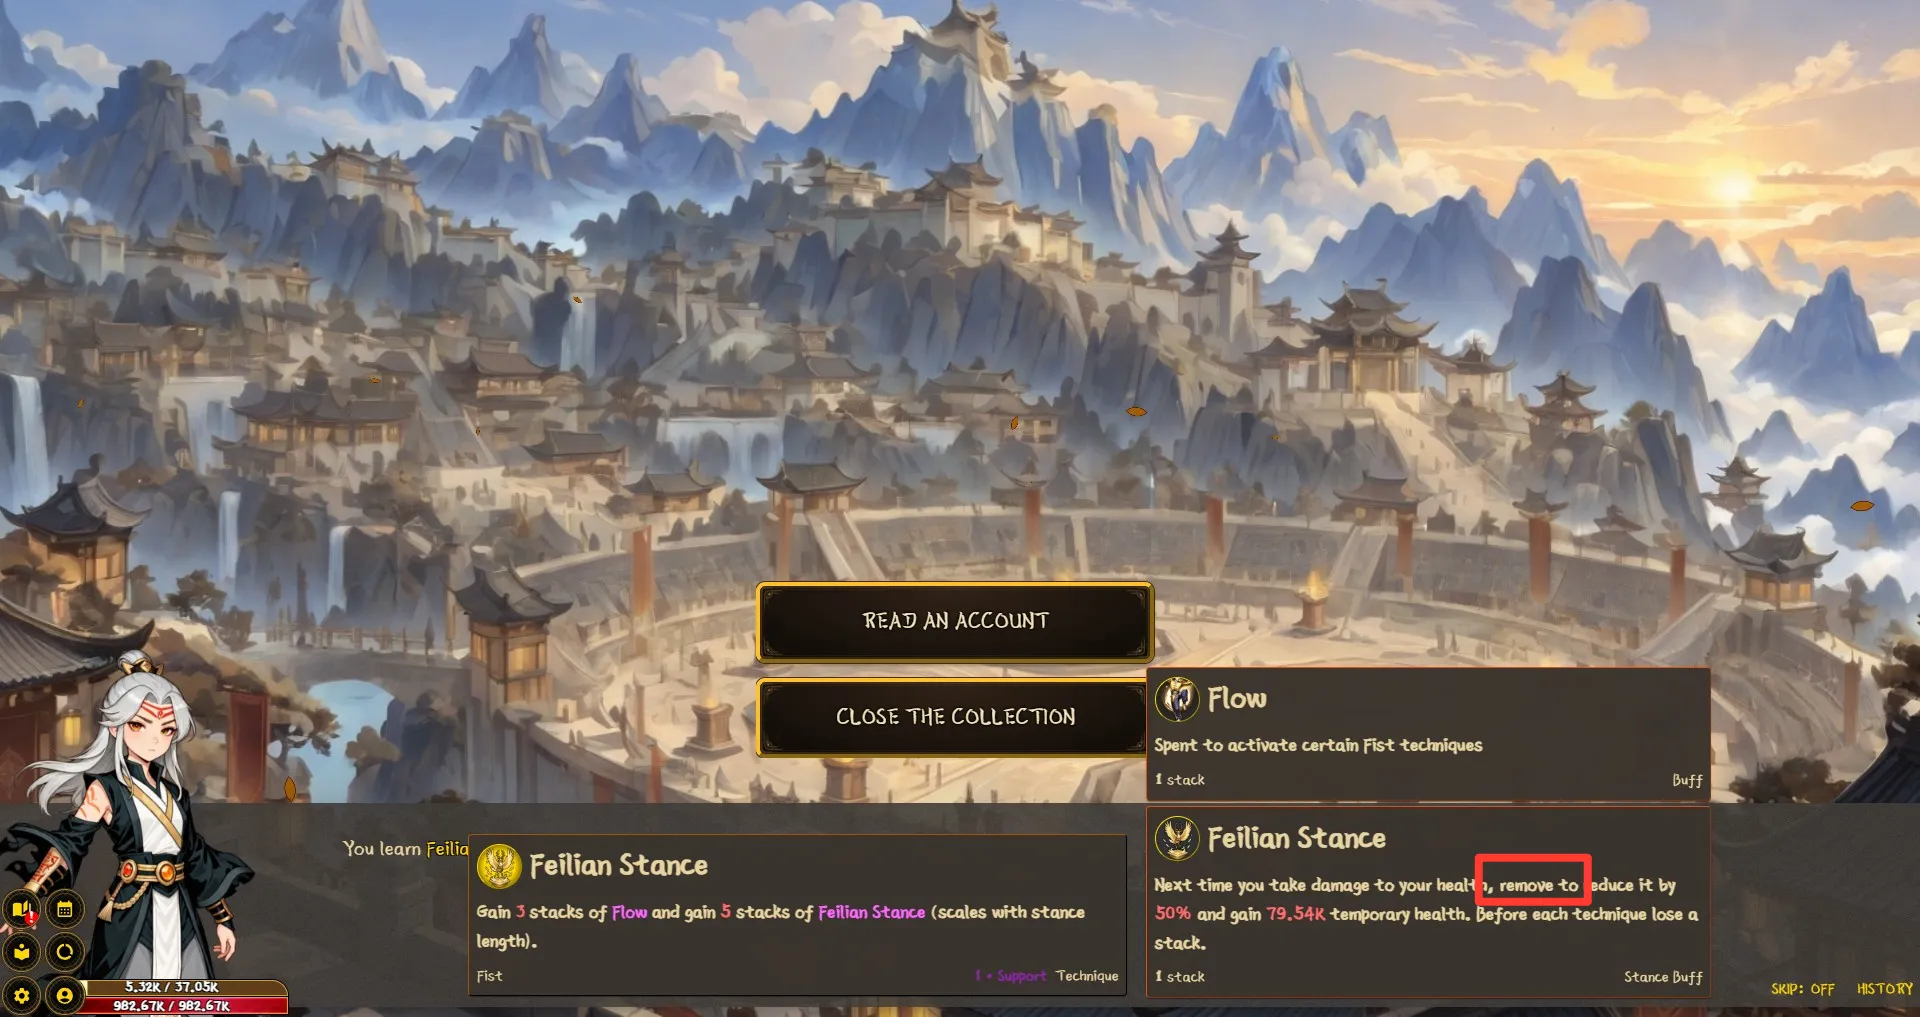 READ AN ACCOUNT
CLOSE THE COLLECTION
Flow
Spent to activate certain Fist techniques
1 stack
Buff
You learn Feilia
Feilian Stance
Gain 3 stacks of Flow and gain 5 stacks of Feilian Stance (scales with stance
length).
Fist
1 • Support Technique
Feilian Stance
Next time you take damage to your health, remove to reduce it by
50% and gain 79.54K temporary health. Before each technique lose a
stack.
1 stack
Stance Buff
5.32K / 37.05K
982.67K / 982.67K
SKIP: OFF
HISTORY